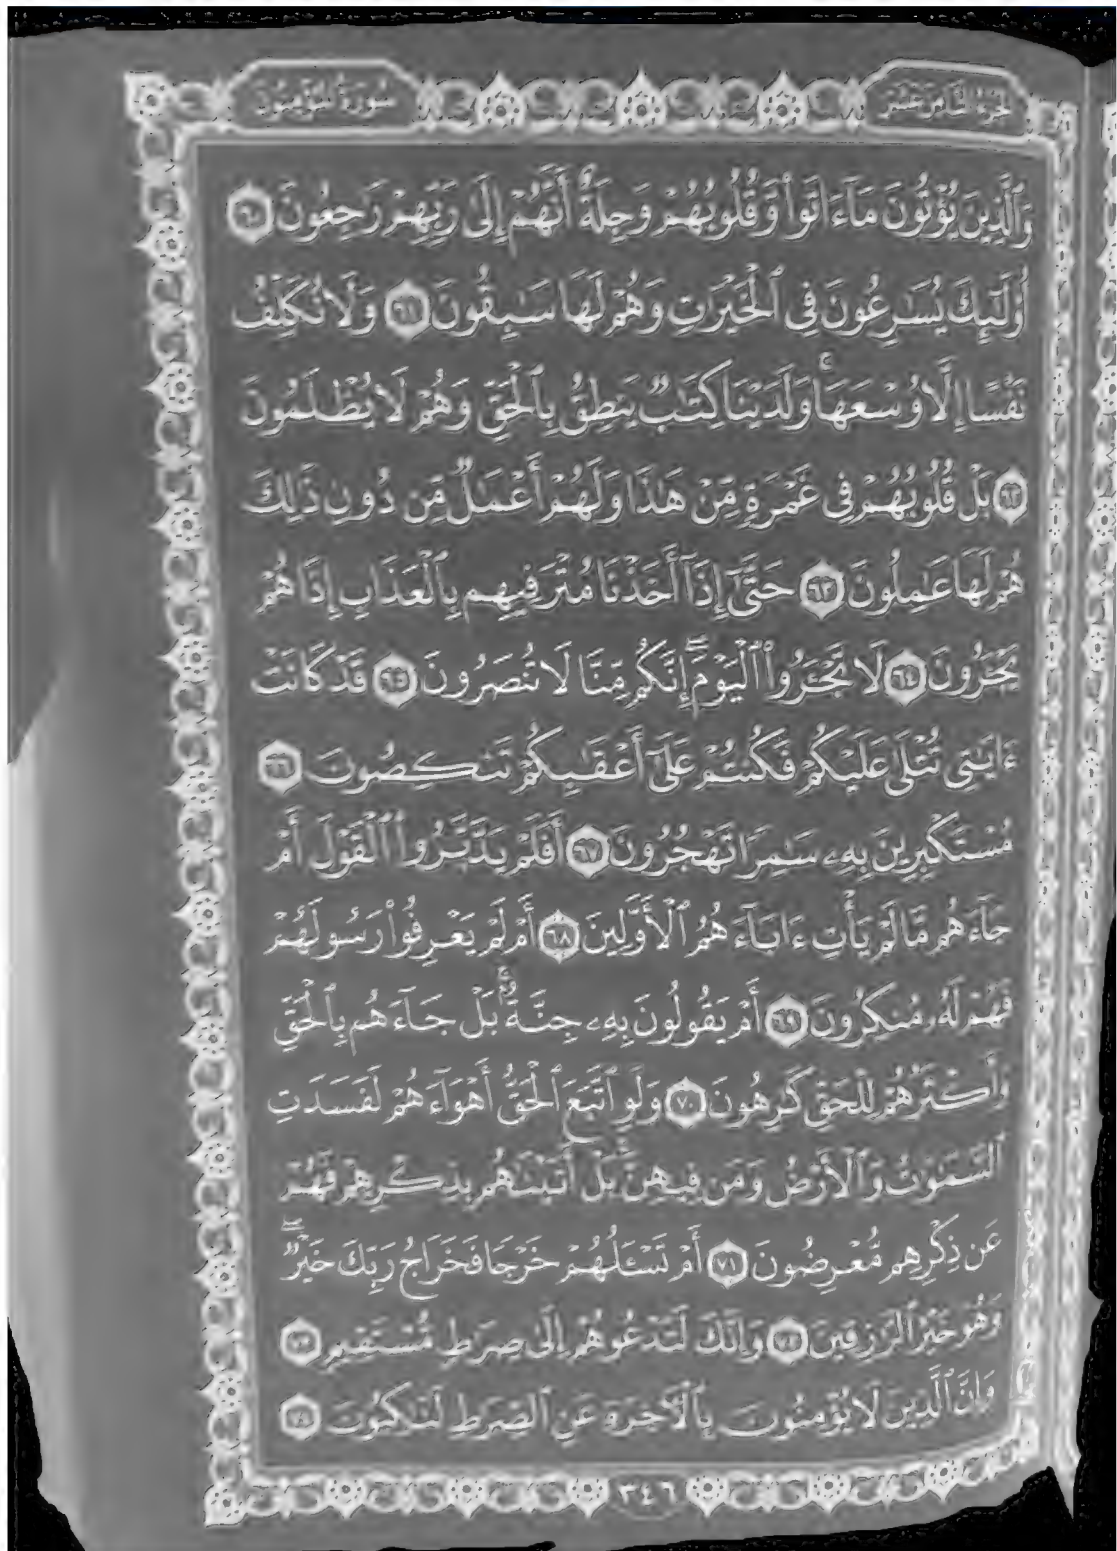 الجزء الثامن عشر
سورة المؤمنون
وَٱلَّذِينَ يُؤْتُونَ مَآ ءَاتَوا۟ وَّقُلُوبُهُمْ وَجِلَةٌ أَنَّهُمْ إِلَىٰ رَبِّهِمْ رَٰجِعُونَ ٦٠
أُو۟لَٰٓئِكَ يُسَٰرِعُونَ فِى ٱلْخَيْرَٰتِ وَهُمْ لَهَا سَٰبِقُونَ ٦١ وَلَا نُكَلِّفُ
نَفْسًا إِلَّا وُسْعَهَا ۚ وَلَدَيْنَا كِتَٰبٌ يَنطِقُ بِٱلْحَقِّ وَهُمْ لَا يُظْلَمُونَ
٦٢ بَلْ قُلُوبُهُمْ فِى غَمْرَةٍ مِّنْ هَٰذَا وَلَهُمْ أَعْمَٰلٌ مِّن دُونِ ذَٰلِكَ
هُمْ لَهَا عَٰمِلُونَ ٦٣ حَتَّىٰٓ إِذَآ أَخَذْنَا مُتْرَفِيهِم بِٱلْعَذَابِ إِذَا هُمْ
يَجْـَٔرُونَ ٦٤ لَا تَجْـَٔرُوا۟ ٱلْيَوْمَ ۖ إِنَّكُم مِّنَّا لَا تُنصَرُونَ ٦٥ قَدْ كَانَتْ
ءَايَٰتِى تُتْلَىٰ عَلَيْكُمْ فَكُنتُمْ عَلَىٰٓ أَعْقَٰبِكُمْ تَنكِصُونَ ٦٦
مُسْتَكْبِرِينَ بِهِۦ سَٰمِرًا تَهْجُرُونَ ٦٧ أَفَلَمْ يَدَّبَّرُوا۟ ٱلْقَوْلَ أَمْ
جَآءَهُم مَّا لَمْ يَأْتِ ءَابَآءَهُمُ ٱلْأَوَّلِينَ ٦٨ أَمْ لَمْ يَعْرِفُوا۟ رَسُولَهُمْ
فَهُمْ لَهُۥ مُنكِرُونَ ٦٩ أَمْ يَقُولُونَ بِهِۦ جِنَّةٌۢ ۚ بَلْ جَآءَهُم بِٱلْحَقِّ
وَأَكْثَرُهُمْ لِلْحَقِّ كَٰرِهُونَ ٧٠ وَلَوِ ٱتَّبَعَ ٱلْحَقُّ أَهْوَآءَهُمْ لَفَسَدَتِ
ٱلسَّمَٰوَٰتُ وَٱلْأَرْضُ وَمَن فِيهِنَّ ۚ بَلْ أَتَيْنَٰهُم بِذِكْرِهِمْ فَهُمْ
عَن ذِكْرِهِم مُّعْرِضُونَ ٧١ أَمْ تَسْـَٔلُهُمْ خَرْجًا فَخَرَاجُ رَبِّكَ خَيْرٌ ۖ
وَهُوَ خَيْرُ ٱلرَّٰزِقِينَ ٧٢ وَإِنَّكَ لَتَدْعُوهُمْ إِلَىٰ صِرَٰطٍ مُّسْتَقِيمٍ ٧٣
وَإِنَّ ٱلَّذِينَ لَا يُؤْمِنُونَ بِٱلْءَاخِرَةِ عَنِ ٱلصِّرَٰطِ لَنَٰكِبُونَ ٧٤
٣٤٦